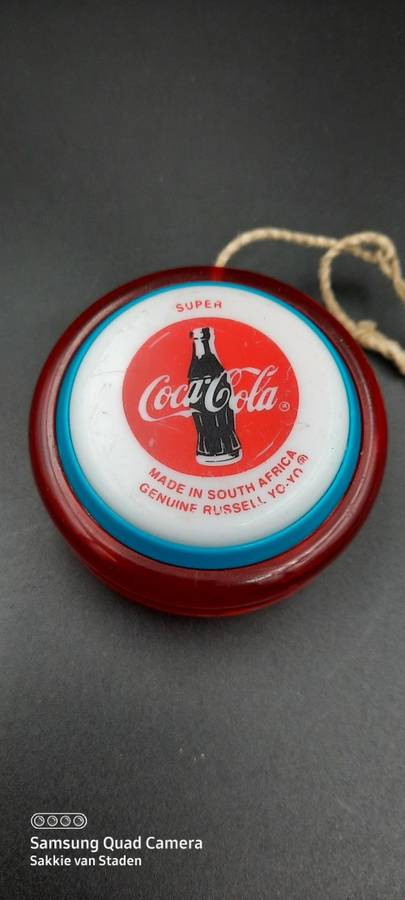 SUPER
Coca-Cola ®
MADE IN SOUTH AFRICA
GENUINE RUSSELL YO-YO ®
Samsung Quad Camera
Sakkie van Staden